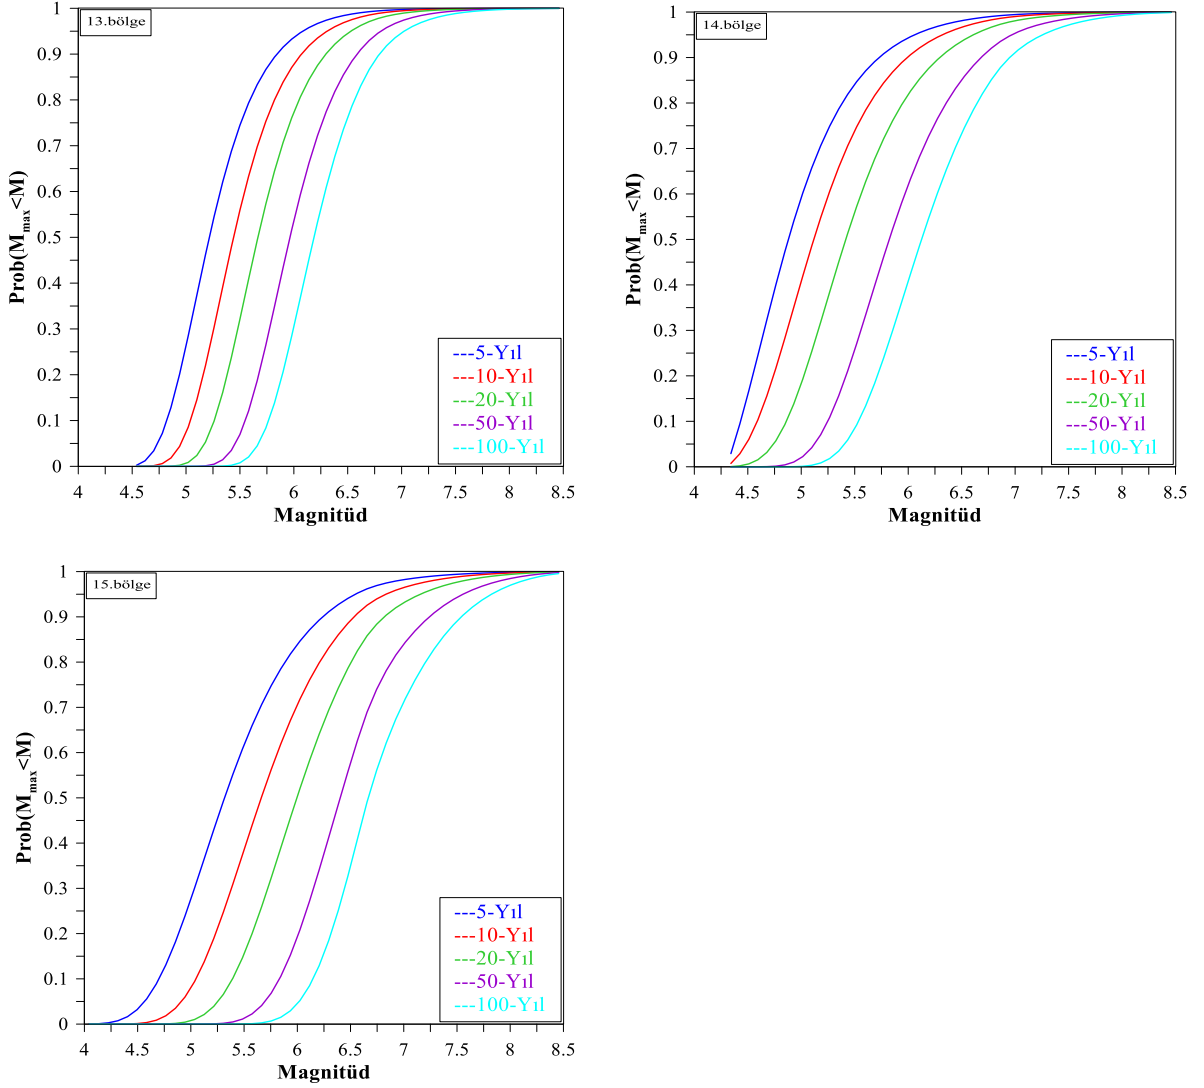 13.bölge
1
0.9
0.8
0.7
0.6
0.5
0.4
0.3
0.2
0.1
0
Prob(Mmax<M)
---5-Yıl
---10-Yıl
---20-Yıl
---50-Yıl
---100-Yıl
4 4.5 5 5.5 6 6.5 7 7.5 8 8.5
Magnitüd
14.bölge
1
0.9
0.8
0.7
0.6
0.5
0.4
0.3
0.2
0.1
0
Prob(Mmax<M)
---5-Yıl
---10-Yıl
---20-Yıl
---50-Yıl
---100-Yıl
4 4.5 5 5.5 6 6.5 7 7.5 8 8.5
Magnitüd
15.bölge
1
0.9
0.8
0.7
0.6
0.5
0.4
0.3
0.2
0.1
0
Prob(Mmax<M)
---5-Yıl
---10-Yıl
---20-Yıl
---50-Yıl
---100-Yıl
4 4.5 5 5.5 6 6.5 7 7.5 8 8.5
Magnitüd